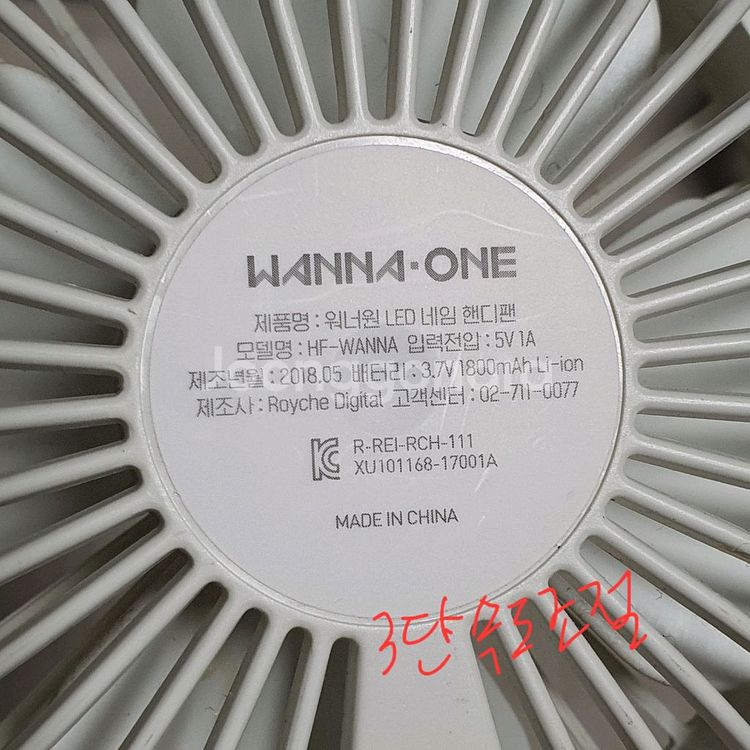 WANNA·ONE
제품명 : 워너원 LED 네임 핸디팬
모델명 : HF-WANNA 입력전압 : 5V 1A
제조년월 : 2018.05 배터리 : 3.7V 1800mAh Li-ion
제조사 : Royche Digital 고객센터 : 02-711-0077
R-REI-RCH-111
XU101168-17001A
MADE IN CHINA
3단 속도조절